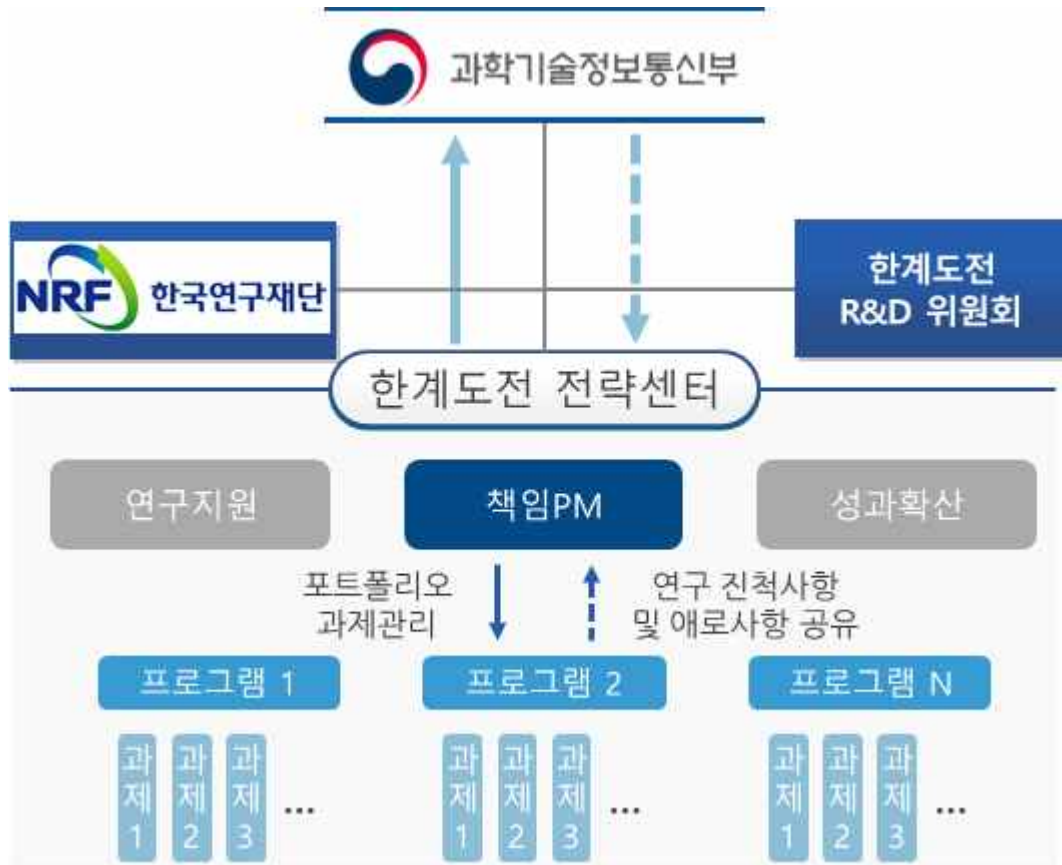 과학기술정보통신부
NRF 한국연구재단
한계도전
R&D 위원회
한계도전 전략센터
연구지원
책임PM
성과확산
포트폴리오
과제관리
연구 진척사항
및 애로사항 공유
프로그램 1
프로그램 2
프로그램 N
과제1
과제2
과제3
...
과제1
과제2
과제3
...
과제1
과제2
과제3
...